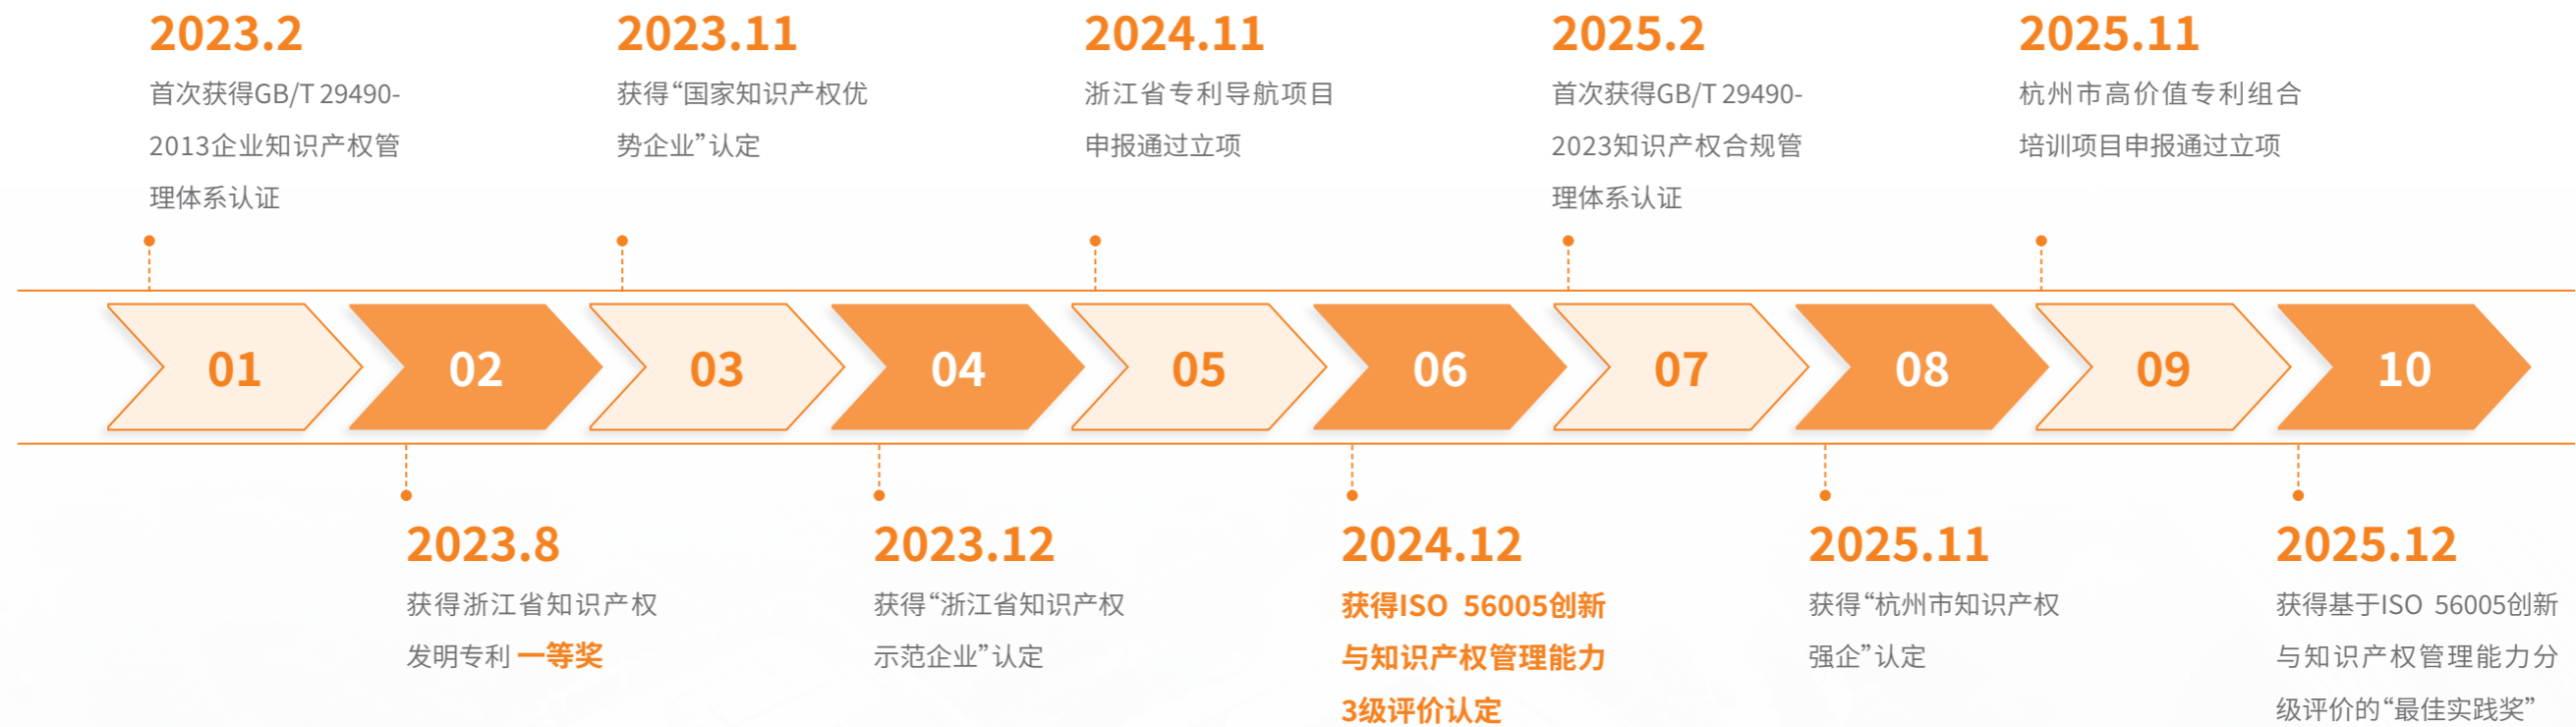 2023.2
首次获得GB/T 29490-
2013企业知识产权管
理体系认证
2023.11
获得“国家知识产权优
势企业”认定
2024.11
浙江省专利导航项目
申报通过立项
2025.2
首次获得GB/T 29490-
2023知识产权合规管
理体系认证
2025.11
杭州市高价值专利组合
培训项目申报通过立项
01
02
03
04
05
06
07
08
09
10
2023.8
获得浙江省知识产权
发明专利 一等奖
2023.12
获得“浙江省知识产权
示范企业”认定
2024.12
获得ISO 56005创新
与知识产权管理能力
3级评价认定
2025.11
获得“杭州市知识产权
强企”认定
2025.12
获得基于ISO 56005创新
与知识产权管理能力分
级评价的“最佳实践奖”